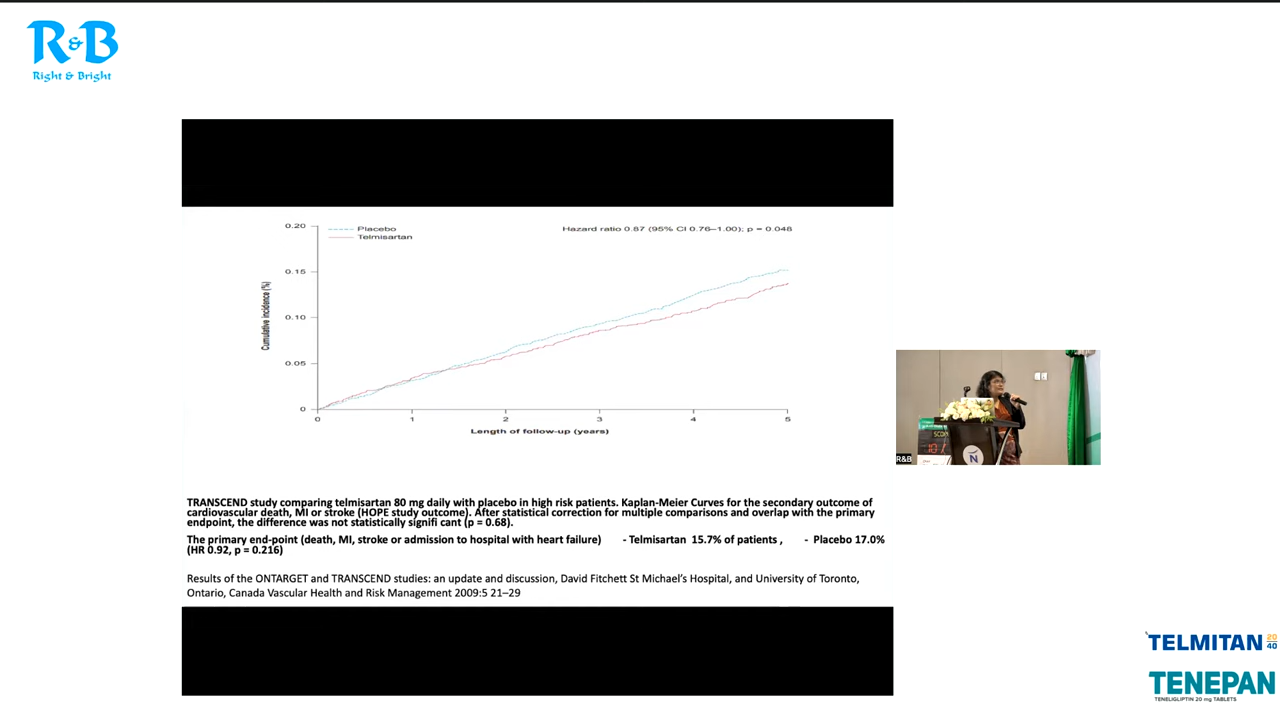 R&B
Right & Bright
0.20
0.15
0.10
0.05
0
Cumulative incidence (%)
Placebo
Telmisartan
Hazard ratio 0.87 (95% CI 0.76–1.00); p = 0.048
0 1 2 3 4 5
Length of follow-up (years)
TRANSCEND study comparing telmisartan 80 mg daily with placebo in high risk patients. Kaplan-Meier Curves for the secondary outcome of
cardiovascular death, MI or stroke (HOPE study outcome). After statistical correction for multiple comparisons and overlap with the primary
endpoint, the difference was not statistically signifi cant (p = 0.68).
The primary end-point (death, MI, stroke or admission to hospital with heart failure) - Telmisartan 15.7% of patients , - Placebo 17.0%
(HR 0.92, p = 0.216)
Results of the ONTARGET and TRANSCEND studies: an update and discussion, David Fitchett St Michael's Hospital, and University of Toronto,
Ontario, Canada Vascular Health and Risk Management 2009:5 21–29
R&B
N
TELMITAN 20 40
TENEPAN
TENELIGLIPTIN 20 mg TABLETS